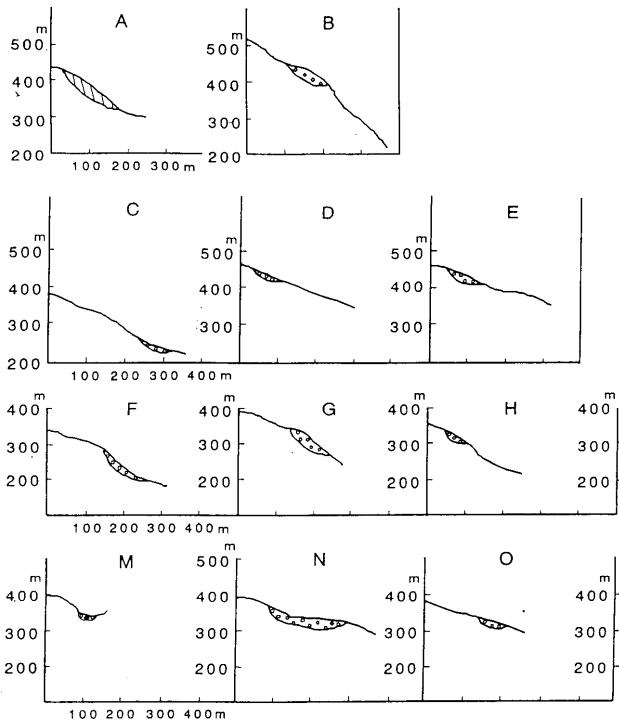 A B
m m
500 500
400 400
300 300
200 200
100 200 300 m
C D E
m m m
500 500
400 400 400
300 300 300
200
100 200 300 400 m
F G H
m m m m
400 400 400 400
300 300 300 300
200 200 200 200
100 200 300 400 m
M N O
m m m
500 500
400 400 400 400
300 300 300 300
200 200 200 200
100 200 300 400 m